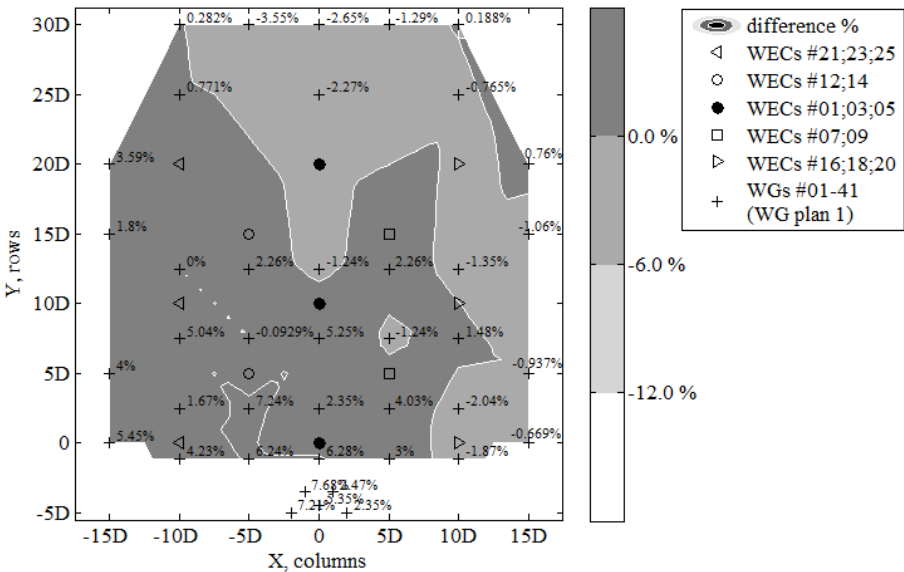 30D
0.282%
-3.55%
-2.65%
-1.29%
0.188%
25D
0.771%
-2.27%
-0.765%
20D
3.59%
0.76%
15D
1.8%
-1.06%
0%
2.26%
-1.24%
2.26%
-1.35%
10D
5.04%
-0.0929%
5.25%
-1.24%
1.48%
5D
4%
-0.937%
1.67%
7.24%
2.35%
4.03%
-2.04%
0
5.45%
-0.669%
4.23%
6.24%
6.28%
3%
-1.87%
7.68%
7.21%
2.35%
-5D
-15D
-10D
-5D
0
5D
10D
15D
X, columns
Y, rows
0.0 %
-6.0 %
-12.0 %
difference %
WECs #21;23;25
WECs #12;14
WECs #01;03;05
WECs #07;09
WECs #16;18;20
WGs #01-41
(WG plan 1)